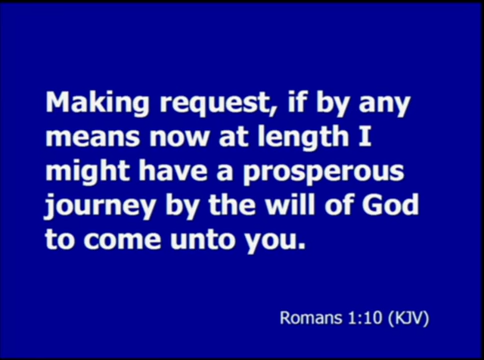 Making request, if by any
means now at length I
might have a prosperous
journey by the will of God
to come unto you.
Romans 1:10 (KJV)